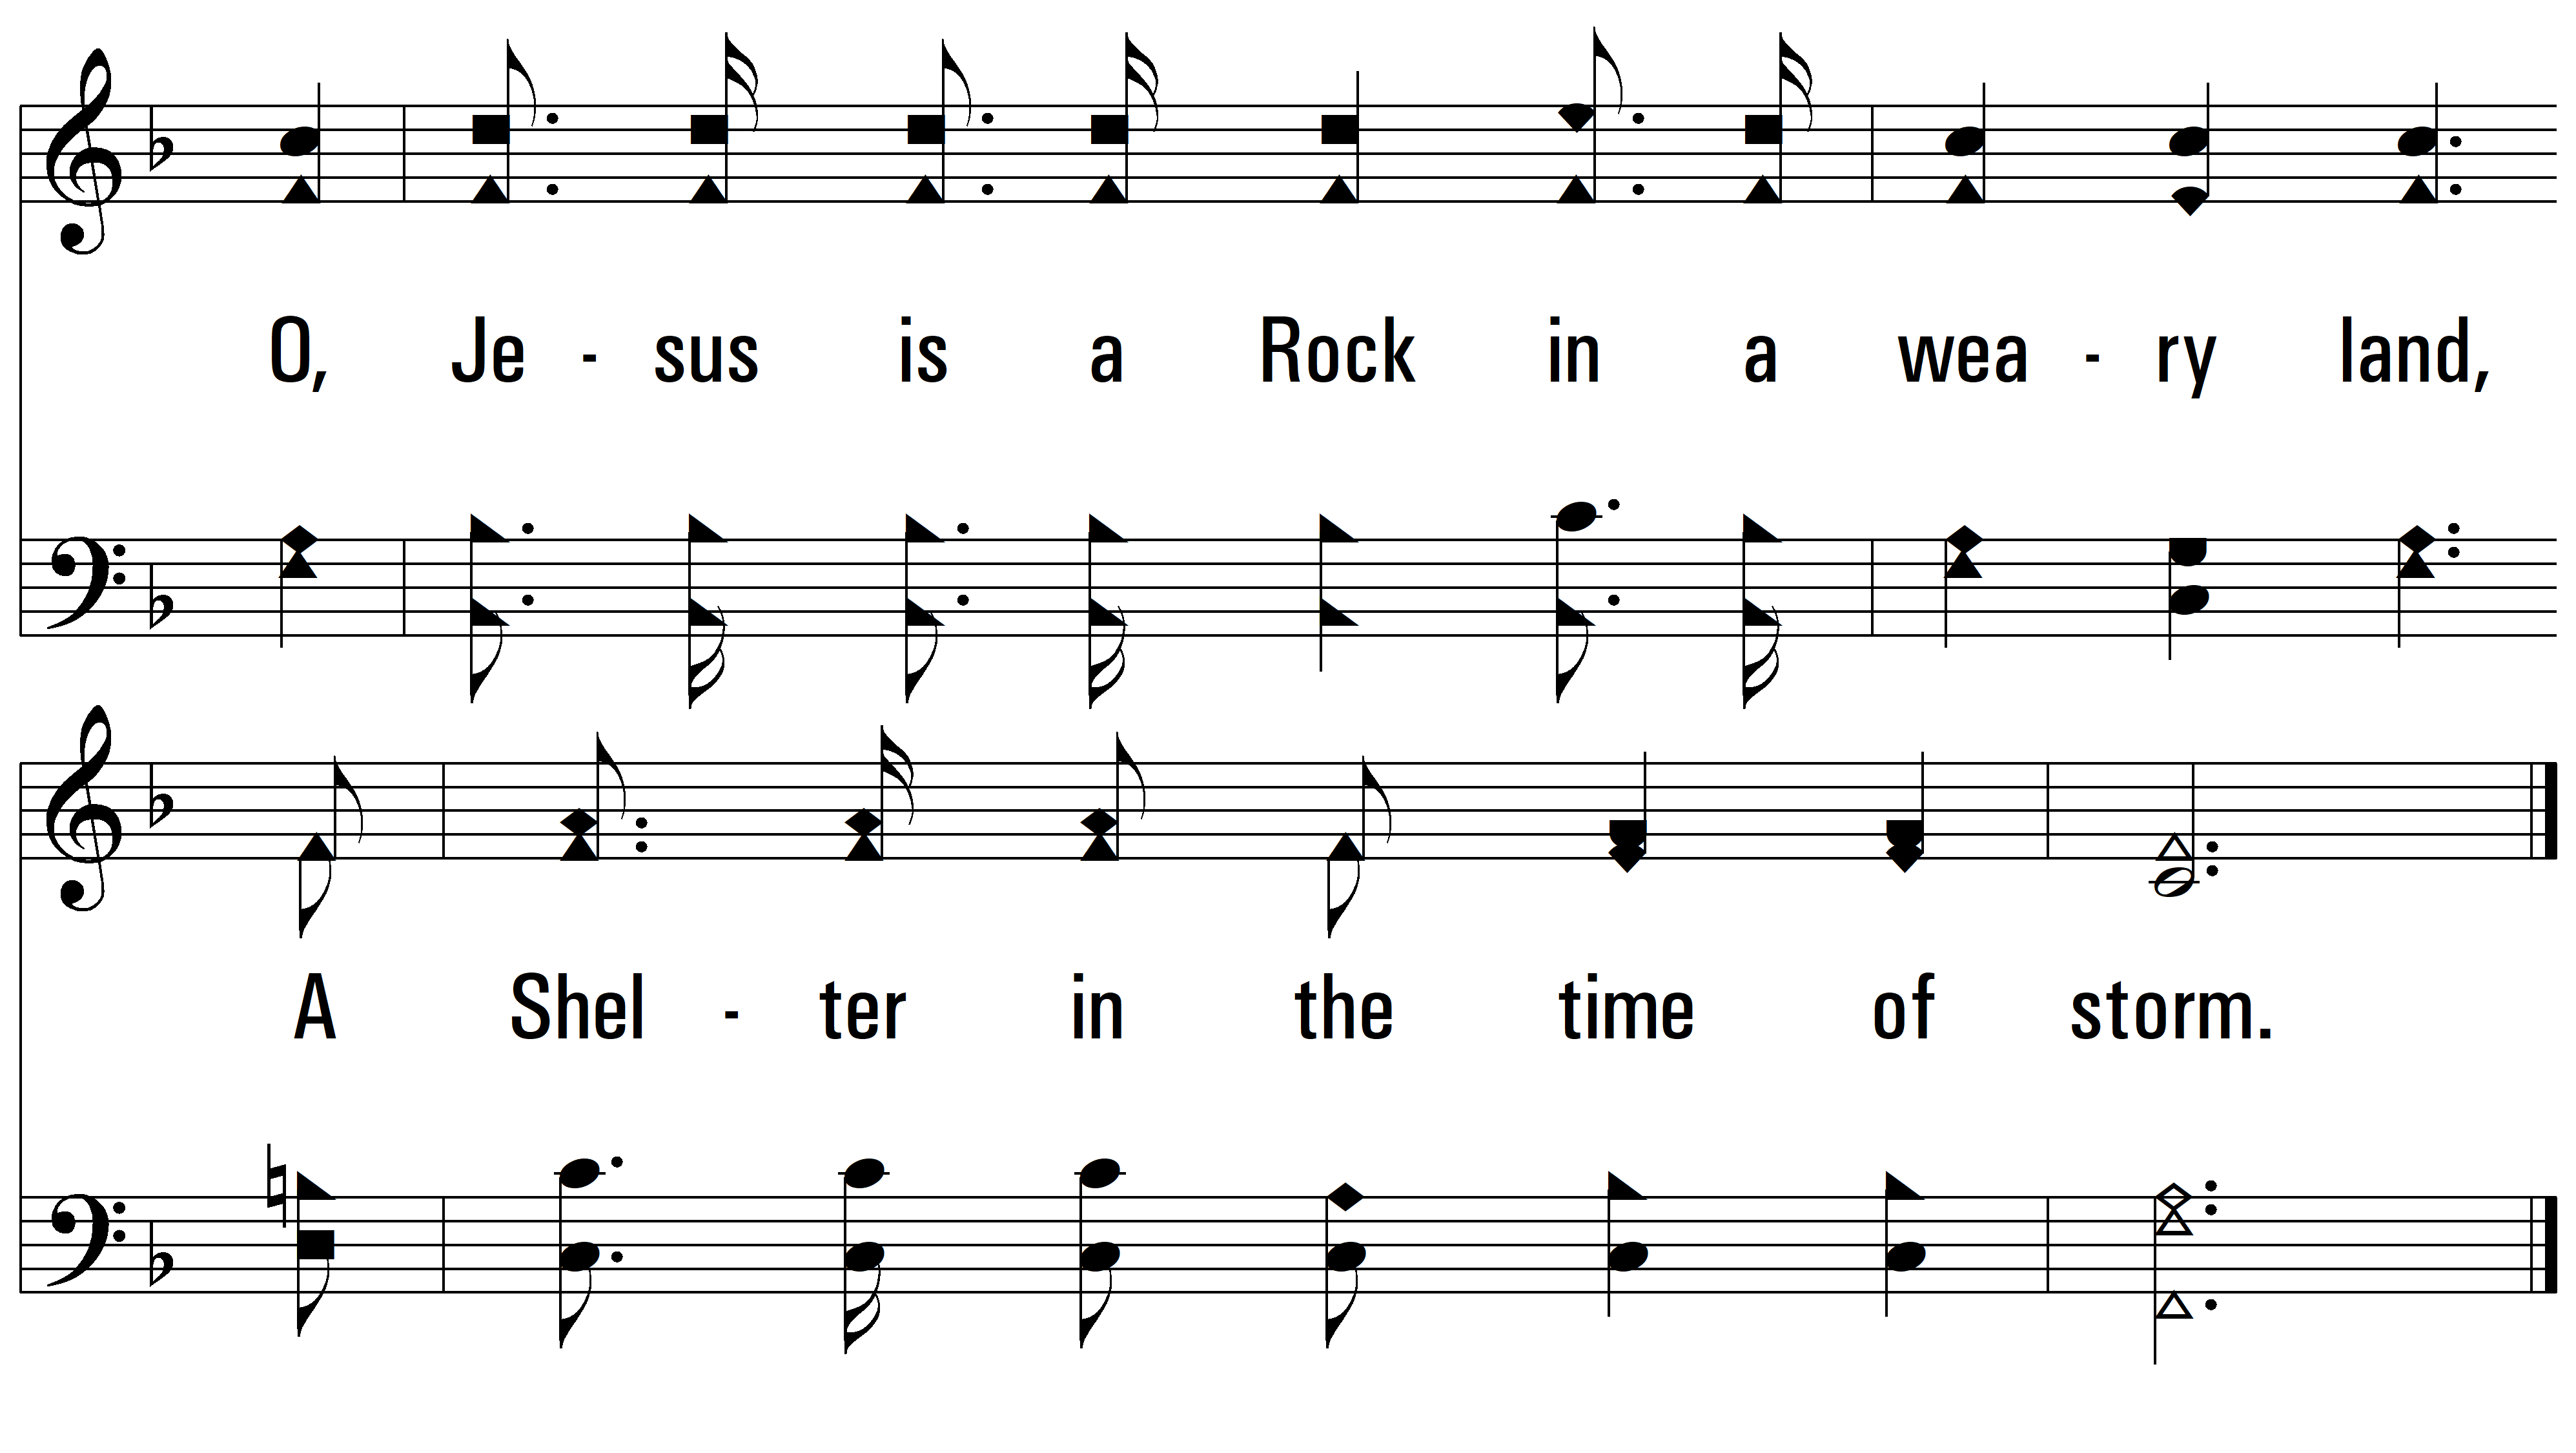 O, Je - sus is a Rock in a wea - ry land,
A Shel - ter in the time of storm.